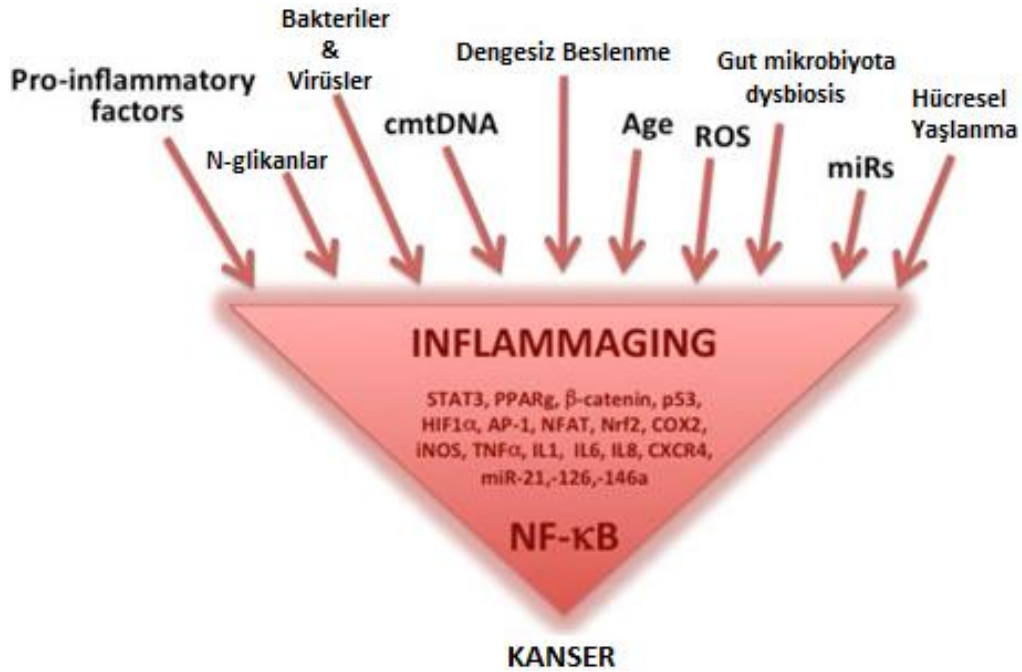 Pro-inflammatory
factors
N-glikanlar
Bakteriler
&
Virüsler
cmtDNA
Dengesiz Beslenme
Age
ROS
Gut mikrobiyota
dysbiosis
miRs
Hücresel
Yaşlanma
INFLAMMAGING
STAT3, PPARg, β-catenin, p53,
HIF1α, AP-1, NFAT, Nrf2, COX2,
iNOS, TNFα, IL1, IL6, IL8, CXCR4,
miR-21,-126,-146a
NF-κB
KANSER